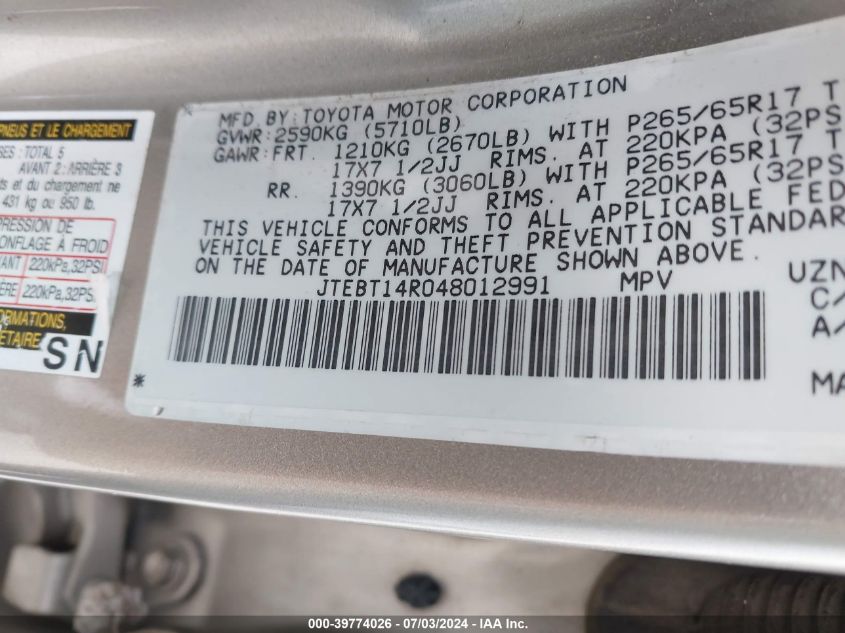 PNEUS ET LE CHARGEMENT
TOTAL 5
AVANT 2 : ARRIÈRE 3
et du chargement ne
431 kg ou 950 lb.
PRESSION DE
GONFLAGE À FROID
220kPa,32PSI
220kPa,32PSI
SN
MFD. BY: TOYOTA MOTOR CORPORATION
GVWR: 2590KG (5710LB)
GAWR: FRT. 1210KG (2670LB) WITH P265/65R17 T
17X7 1/2JJ RIMS. AT 220KPA (32PS
RR. 1390KG (3060LB) WITH P265/65R17 T
17X7 1/2JJ RIMS. AT 220KPA (32PS
THIS VEHICLE CONFORMS TO ALL APPLICABLE FED
VEHICLE SAFETY AND THEFT PREVENTION STANDAR
ON THE DATE OF MANUFACTURE SHOWN ABOVE.
JTEBT14R048012991 MPV
UZN
C/
A/
MA
*
000-39774026 - 07/03/2024 - IAA Inc.